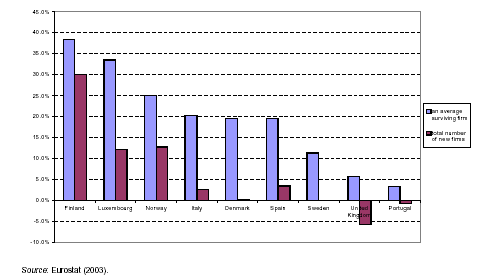 45.0%
40.0%
35.0%
30.0%
25.0%
20.0%
15.0%
10.0%
5.0%
0.0%
-5.0%
-10.0%
Finland Luxembourg Norway Italy Denmark Spain Sweden United Portugal
Kingdom
an average
surviving firm
total number
of new firms
Source: Eurostat (2003).